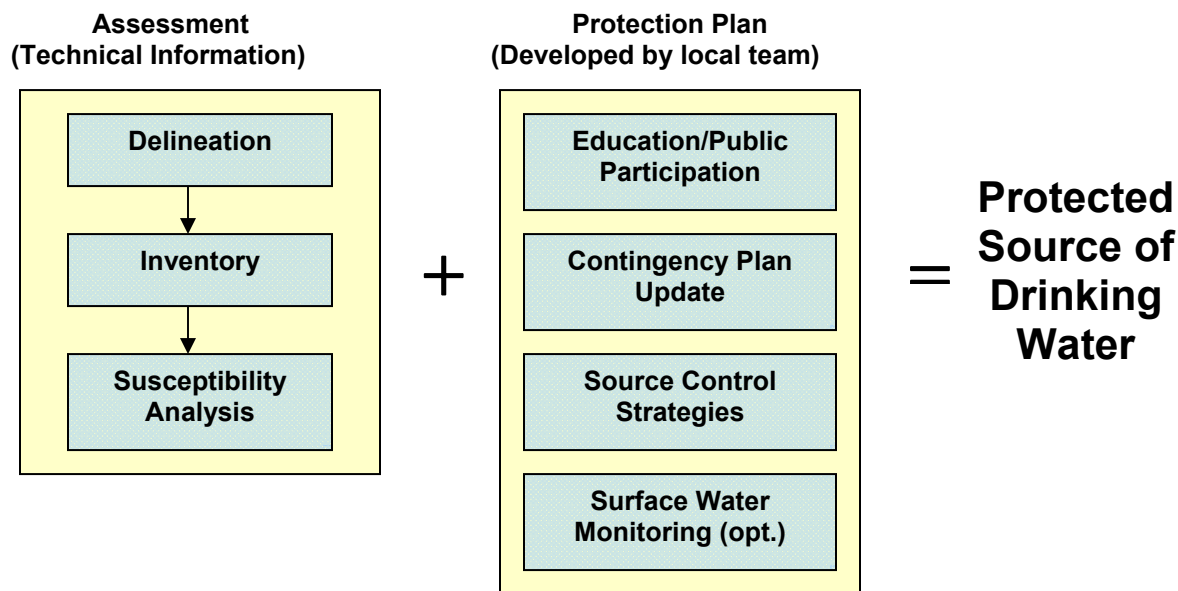 Assessment
(Technical Information)
Delineation
Inventory
Susceptibility
Analysis
+
Protection Plan
(Developed by local team)
Education/Public
Participation
Contingency Plan
Update
Source Control
Strategies
Surface Water
Monitoring (opt.)
=
Protected
Source of
Drinking
Water